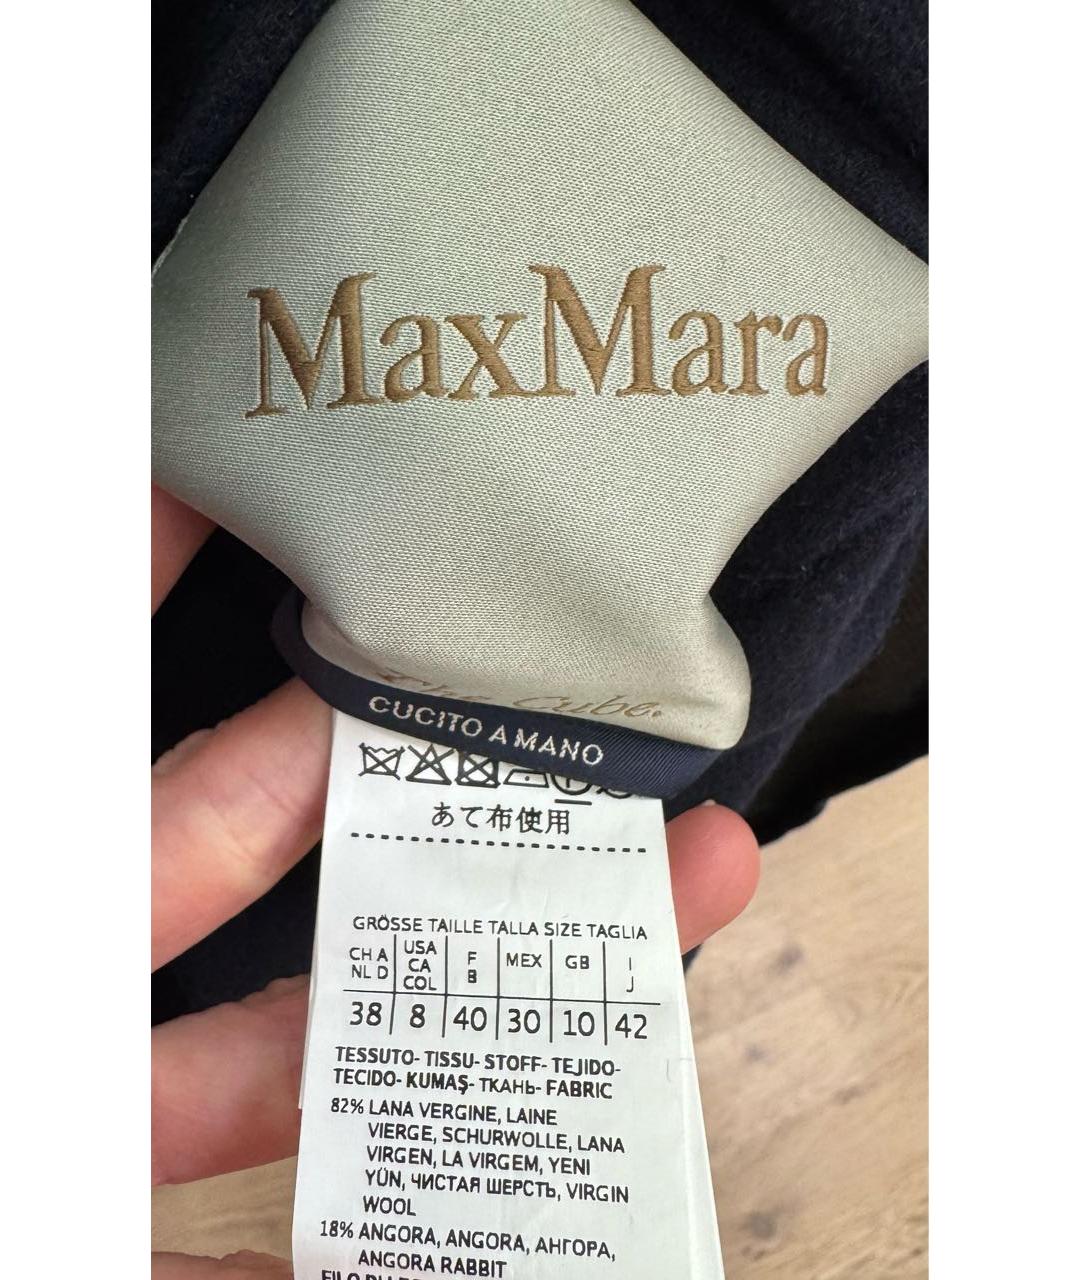 MaxMara
The Cube.
CUCITO A MANO
あて布使用
GRÖSSE TAILLE TALLA SIZE TAGLIA
CH A NL D | USA CA COL | F B | MEX | GB | I J
38 | 8 | 40 | 30 | 10 | 42
TESSUTO- TISSU- STOFF- TEJIDO-
TECIDO- KUMAŞ- ТКАНЬ- FABRIC
82% LANA VERGINE, LAINE
VIERGE, SCHURWOLLE, LANA
VIRGEN, LA VIRGEM, YENI
YÜN, ЧИСТАЯ ШЕРСТЬ, VIRGIN
WOOL
18% ANGORA, ANGORA, АНГОРА,
ANGORA RABBIT